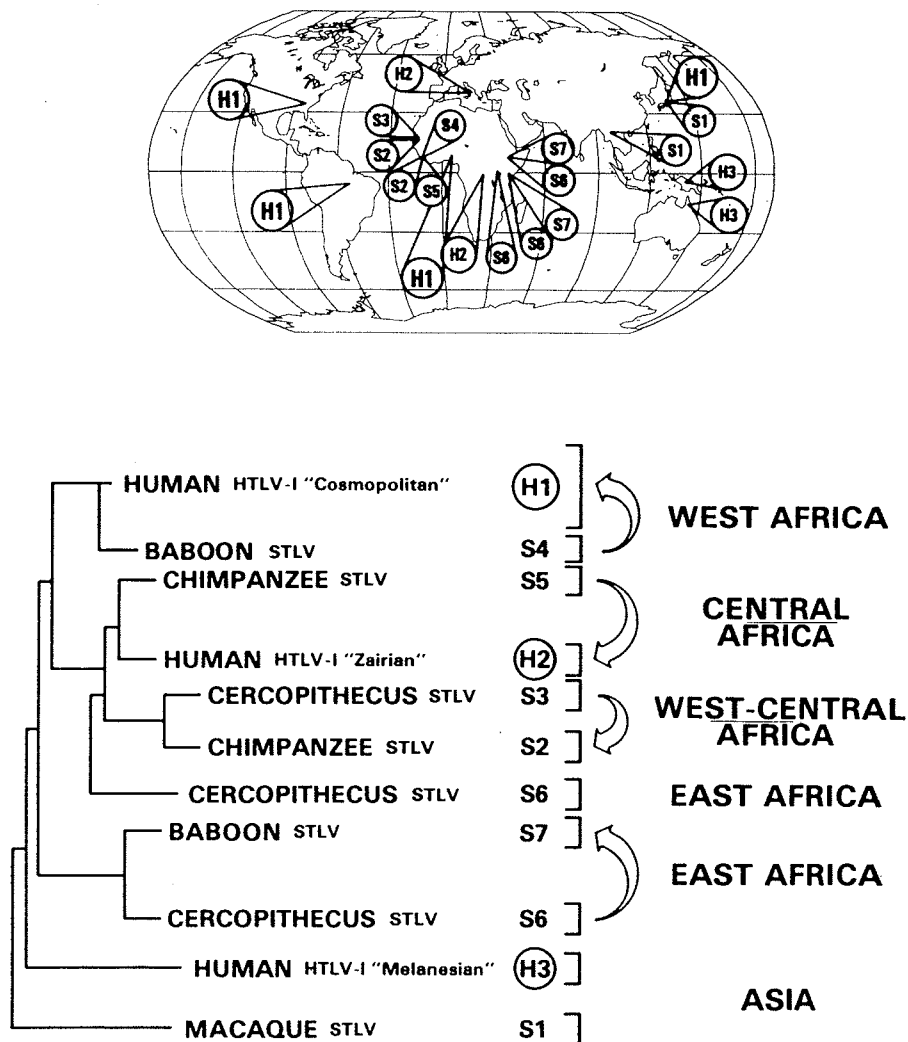 H1
H2
H1
S3
S4
S1
S7
S2
S1
S2
S5
S6
H3
H1
H3
S7
H2
S6
S6
H1
HUMAN HTLV-I "Cosmopolitan" H1
WEST AFRICA
BABOON STLV S4
CHIMPANZEE STLV S5
CENTRAL
AFRICA
HUMAN HTLV-I "Zairian" H2
CERCOPITHECUS STLV S3
WEST-CENTRAL
AFRICA
CHIMPANZEE STLV S2
CERCOPITHECUS STLV S6 EAST AFRICA
BABOON STLV S7
EAST AFRICA
CERCOPITHECUS STLV S6
HUMAN HTLV-I "Melanesian" H3
ASIA
MACAQUE STLV S1